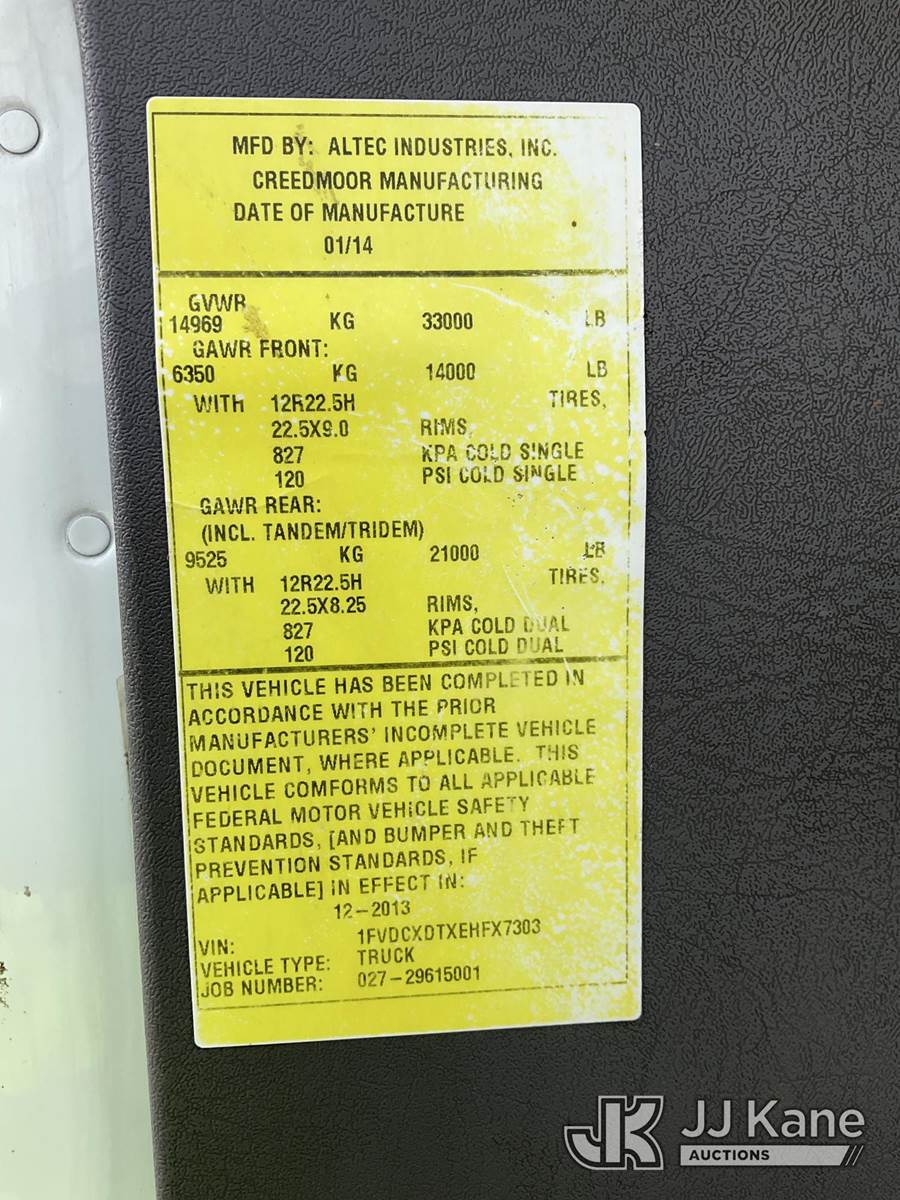 MFD BY: ALTEC INDUSTRIES, INC.
CREEDMOOR MANUFACTURING
DATE OF MANUFACTURE
01/14
GVWR
14969 KG 33000 LB
GAWR FRONT:
6350 KG 14000 LB
WITH 12R22.5H TIRES,
22.5X9.0 RIMS,
827 KPA COLD SINGLE
120 PSI COLD SINGLE
GAWR REAR:
(INCL. TANDEM/TRIDEM)
9525 KG 21000 LB
WITH 12R22.5H TIRES,
22.5X8.25 RIMS,
827 KPA COLD DUAL
120 PSI COLD DUAL
THIS VEHICLE HAS BEEN COMPLETED IN
ACCORDANCE WITH THE PRIOR
MANUFACTURERS' INCOMPLETE VEHICLE
DOCUMENT, WHERE APPLICABLE. THIS
VEHICLE COMFORMS TO ALL APPLICABLE
FEDERAL MOTOR VEHICLE SAFETY
STANDARDS, [AND BUMPER AND THEFT
PREVENTION STANDARDS, IF
APPLICABLE] IN EFFECT IN:
12-2013
VIN: 1FVDCXDTXEHFX7303
VEHICLE TYPE: TRUCK
JOB NUMBER: 027-29615001
JK JJ Kane
AUCTIONS